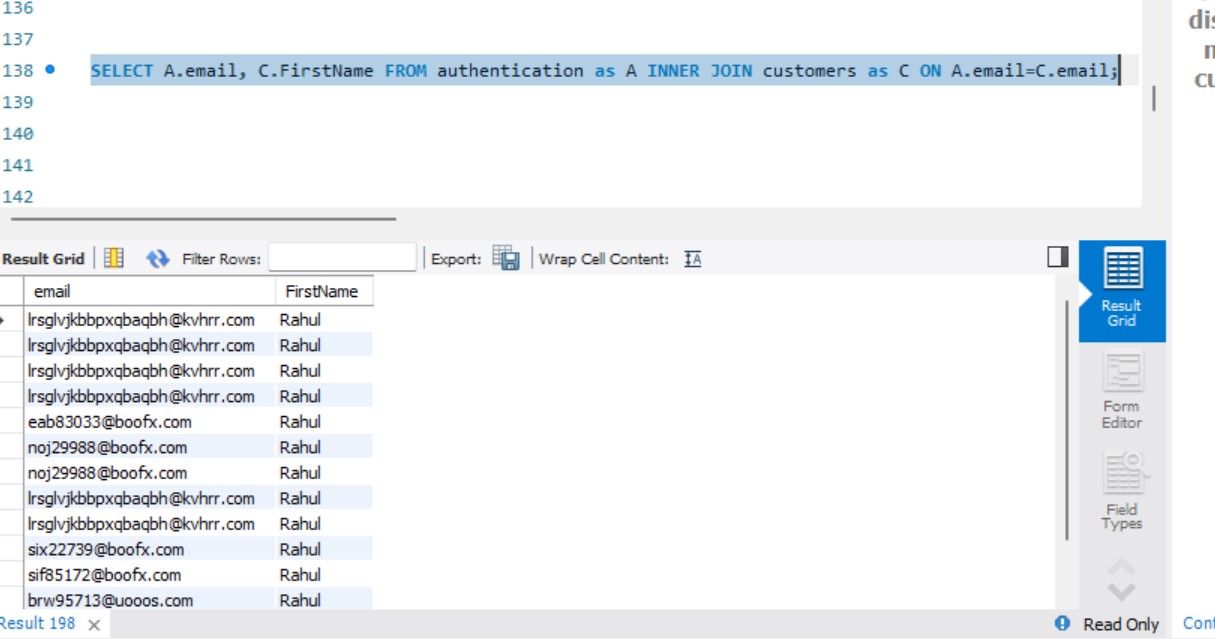 136
137
138 SELECT A.email, C.FirstName FROM authentication as A INNER JOIN customers as C ON A.email=C.email;
139
140
141
142
Result Grid Filter Rows: Export: Wrap Cell Content:
email FirstName
lrsglvjkbbpxqbaqbh@kvhrr.com Rahul
lrsglvjkbbpxqbaqbh@kvhrr.com Rahul
lrsglvjkbbpxqbaqbh@kvhrr.com Rahul
lrsglvjkbbpxqbaqbh@kvhrr.com Rahul
eab83033@boofx.com Rahul
noj29988@boofx.com Rahul
noj29988@boofx.com Rahul
lrsglvjkbbpxqbaqbh@kvhrr.com Rahul
lrsglvjkbbpxqbaqbh@kvhrr.com Rahul
six22739@boofx.com Rahul
sif85172@boofx.com Rahul
brw95713@uooos.com Rahul
Result
Grid
Form
Editor
Field
Types
Result 198
Read Only